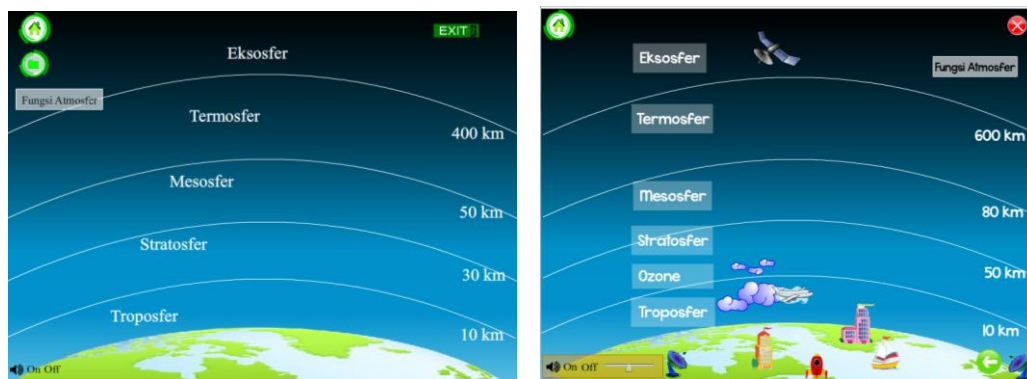 EXIT
Eksosfer
Fungsi Atmosfer
Termosfer
400 km
Mesosfer
50 km
Stratosfer
30 km
Troposfer
10 km
On Off
Eksosfer
Fungsi Atmosfer
Termosfer
600 km
Mesosfer
80 km
Stratosfer
Ozone
50 km
Troposfer
10 km
On Off